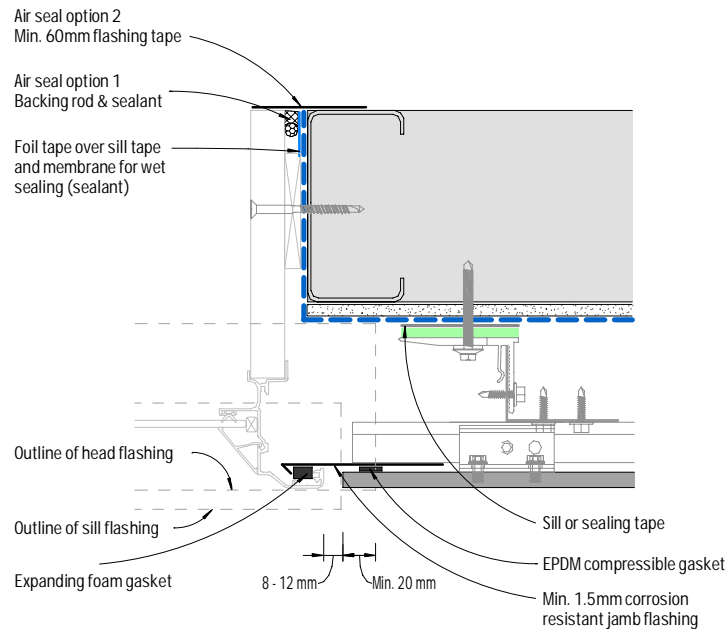 Air seal option 2
Min. 60mm flashing tape
Air seal option 1
Backing rod & sealant
Foil tape over sill tape
and membrane for wet
sealing (sealant)
Outline of head flashing
Outline of sill flashing
Expanding foam gasket
8 - 12 mm
Min. 20 mm
Sill or sealing tape
EPDM compressible gasket
Min. 1.5mm corrosion
resistant jamb flashing